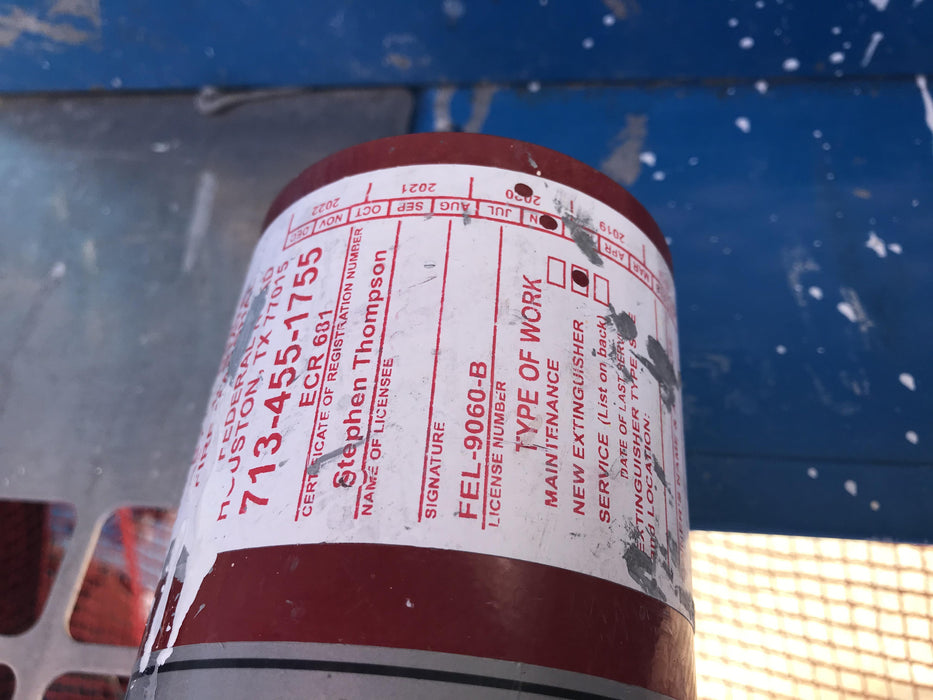 FEDERAL RD
HOUSTON, TX 77015
713-455-1755
ECR 681
CERTIFICATE OF REGISTRATION NUMBER
Stephen Thompson
NAME OF LICENSEE
SIGNATURE
FEL-9060-B
LICENSE NUMBER
TYPE OF WORK
MAINTENANCE
NEW EXTINGUISHER
SERVICE (List on back)
DATE OF LAST
EXTINGUISHER TYPE, SIZE
and LOCATION:
2019 2020 2021 2022
MAR APR JUL AUG SEP OCT NOV DEC